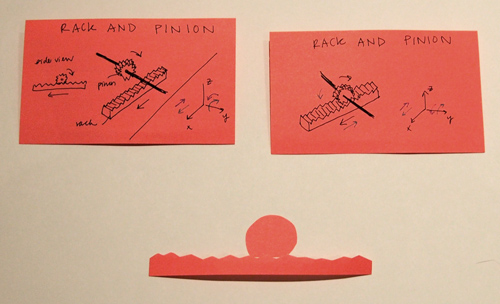 RACK AND PINION
side view
pinion
rack
z
x
y
RACK AND PINION
z
x
y